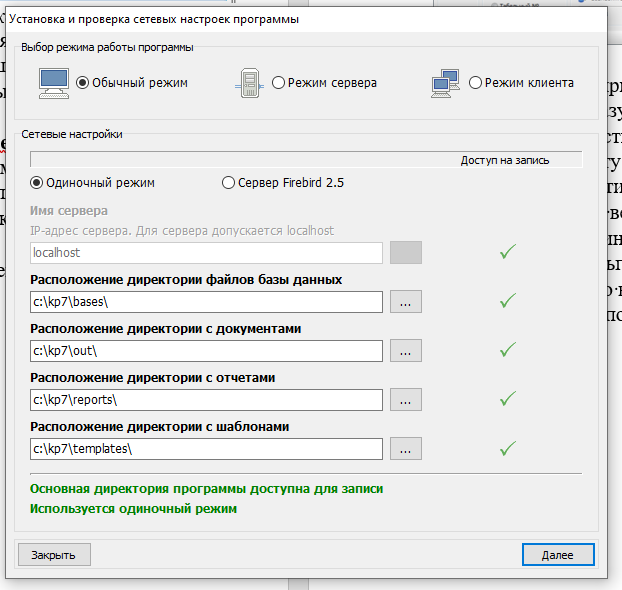 Установка и проверка сетевых настроек программы
Выбор режима работы программы
Обычный режим
Режим сервера
Режим клиента
Сетевые настройки
Доступ на запись
Одиночный режим
Сервер Firebird 2.5
Имя сервера
IP-адрес сервера. Для сервера допускается localhost
localhost
Расположение директории файлов базы данных
c:\kp7\bases\
...
Расположение директории с документами
c:\kp7\out\
...
Расположение директории с отчетами
c:\kp7\reports\
...
Расположение директории с шаблонами
c:\kp7\templates\
...
Основная директория программы доступна для записи
Используется одиночный режим
Закрыть
Далее